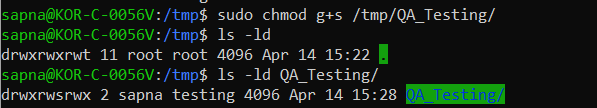 sapna@KOR-C-0056V:/tmp$ sudo chmod g+s /tmp/QA_Testing/
sapna@KOR-C-0056V:/tmp$ ls -ld
drwxrwxrwt 11 root root 4096 Apr 14 15:22 .
sapna@KOR-C-0056V:/tmp$ ls -ld QA_Testing/
drwxrwsrwx 2 sapna testing 4096 Apr 14 15:28 QA_Testing/